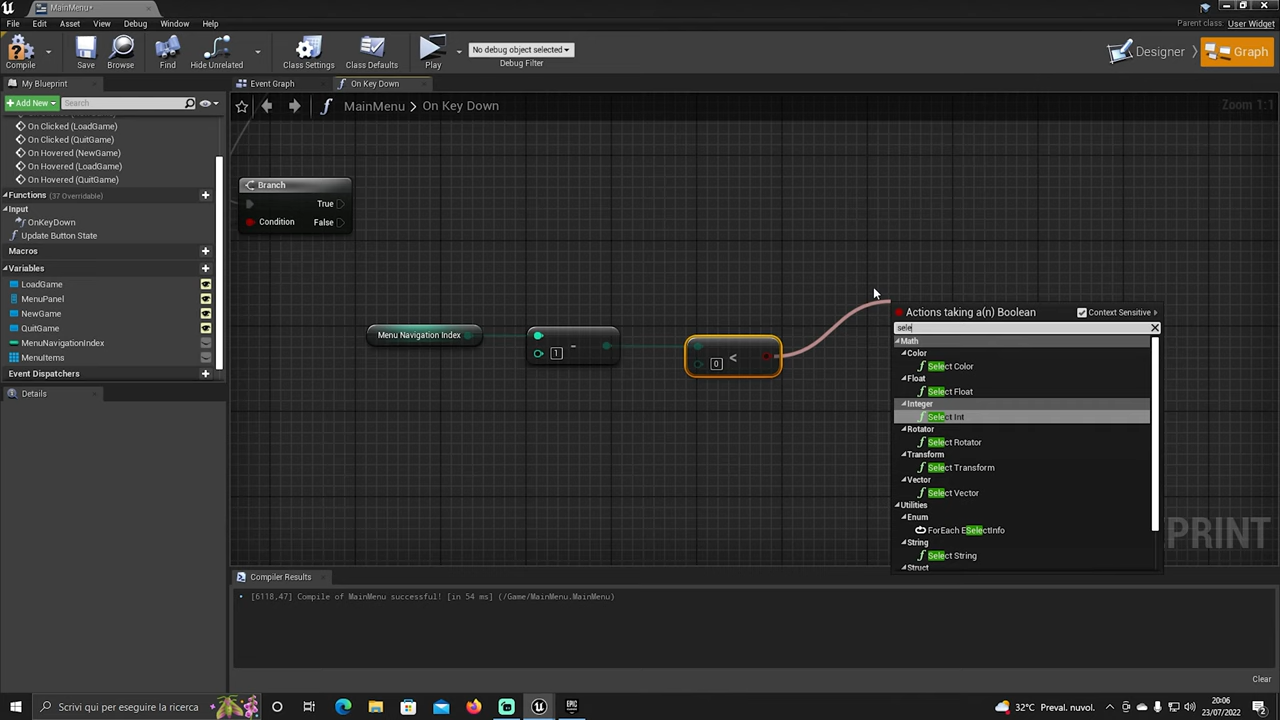 MainMenu*
File Edit Asset View Debug Window Help
Parent class: User Widget
Compile Save Browse Find Hide Unrelated Class Settings Class Defaults Play
No debug object selected
Debug Filter
Designer Graph
My Blueprint
Event Graph On Key Down
Add New Search
MainMenu > On Key Down
Zoom 1:1
On Clicked (LoadGame)
On Clicked (QuitGame)
On Hovered (NewGame)
On Hovered (LoadGame)
On Hovered (QuitGame)
Functions (37 Overridable)
Input
OnKeyDown
Update Button State
Macros
Variables
LoadGame
MenuPanel
NewGame
QuitGame
MenuNavigationIndex
MenuItems
Event Dispatchers
Details
Branch
True
Condition False
Menu Navigation Index
-
1
<
0
Actions taking a(n) Boolean Context Sensitive
sele
Math
Color
Select Color
Float
Select Float
Integer
Select Int
Rotator
Select Rotator
Transform
Select Transform
Vector
Select Vector
Utilities
Enum
ForEach ESelectInfo
String
Select String
Struct
PRINT
Compiler Results
[6118,47] Compile of MainMenu successful! [in 54 ms] (/Game/MainMenu.MainMenu)
Clear
Scrivi qui per eseguire la ricerca
EPIC
32°C Preval. nuvol.
20:06
23/07/2022